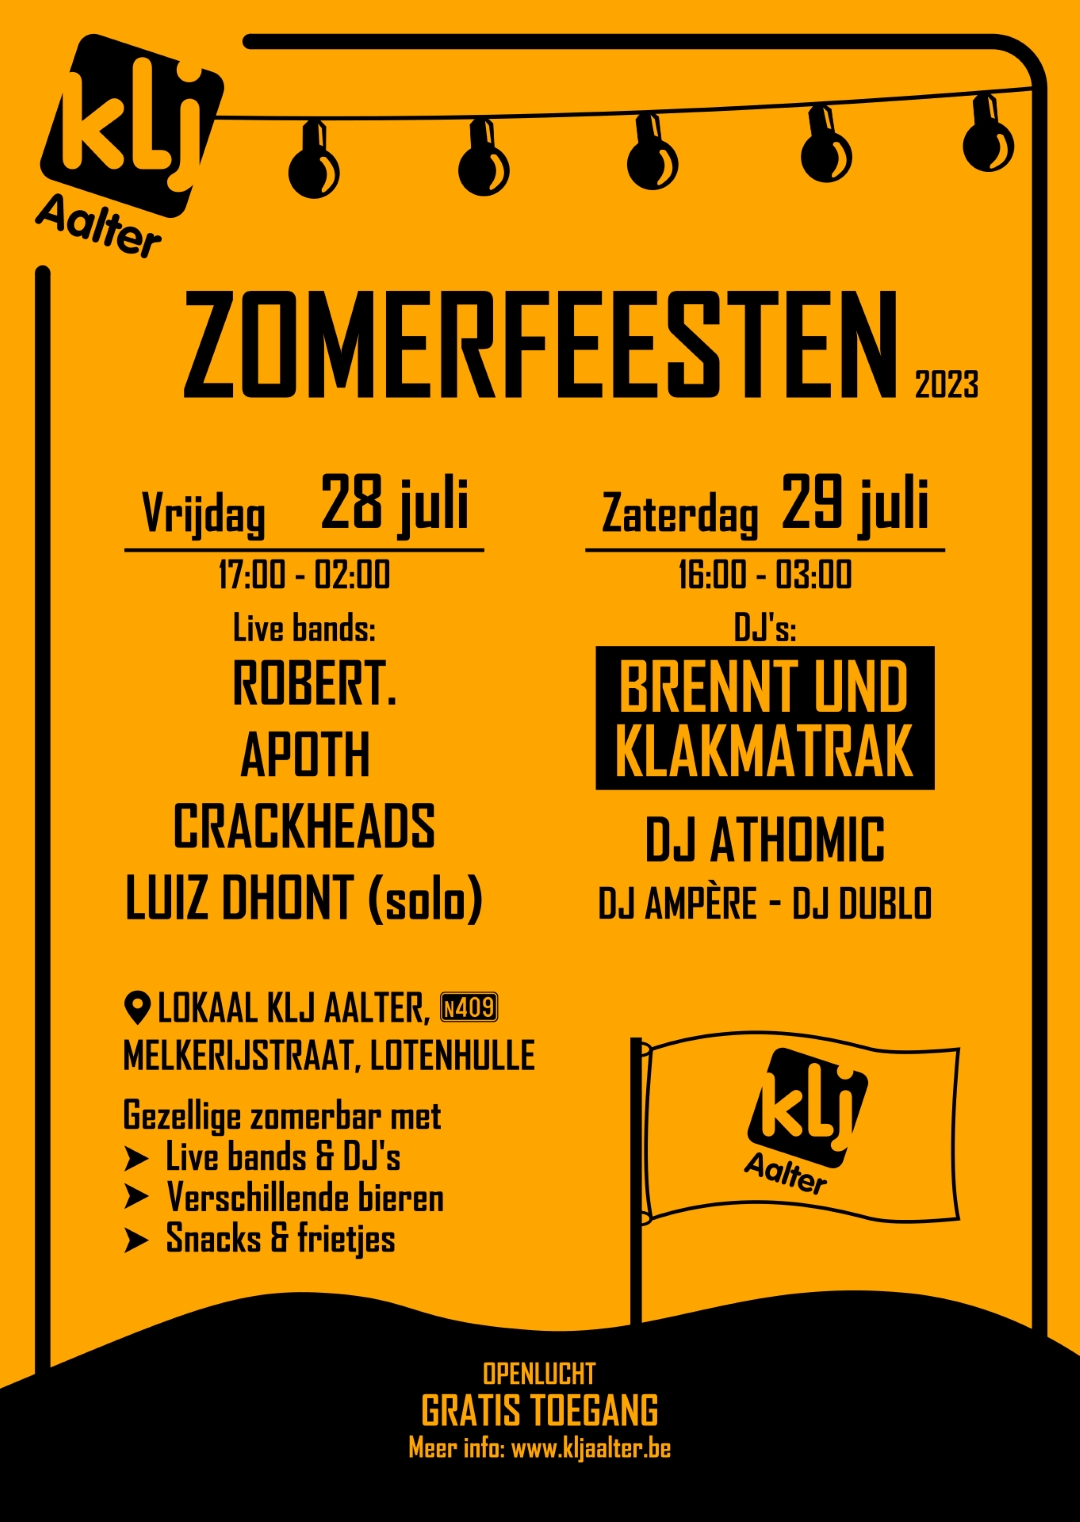 klj
Aalter
ZOMERFEESTEN 2023
Vrijdag 28 juli
17:00 - 02:00
Live bands:
ROBERT.
APOTH
CRACKHEADS
LUIZ DHONT (solo)
Zaterdag 29 juli
16:00 - 03:00
DJ's:
BRENNT UND
KLAKMATRAK
DJ ATHOMIC
DJ AMPÈRE - DJ DUBLO
LOKAAL KLJ AALTER, N409
MELKERIJSTRAAT, LOTENHULLE
Gezellige zomerbar met
➤ Live bands & DJ's
➤ Verschillende bieren
➤ Snacks & frietjes
klj
Aalter
OPENLUCHT
GRATIS TOEGANG
Meer info: www.kljaalter.be